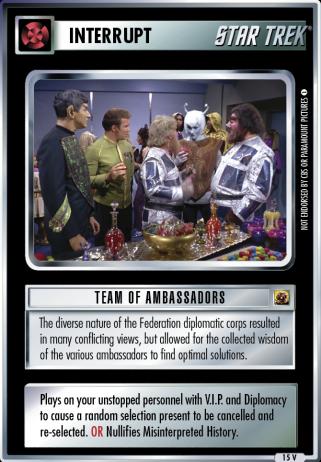 INTERRUPT
STAR TREK
NOT ENDORSED BY CBS OR PARAMOUNT PICTURES
TEAM OF AMBASSADORS
The diverse nature of the Federation diplomatic corps resulted
in many conflicting views, but allowed for the collected wisdom
of the various ambassadors to find optimal solutions.
Plays on your unstopped personnel with V.I.P. and Diplomacy
to cause a random selection present to be cancelled and
re-selected. OR Nullifies Misinterpreted History.
15 V